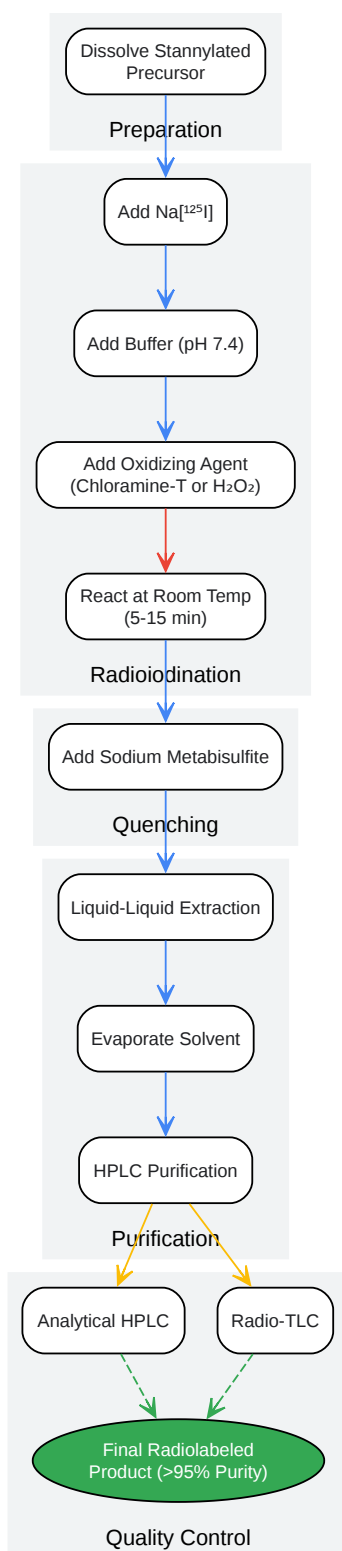 Dissolve Stannylated
Precursor
Preparation
Add Na[¹²⁵I]
Add Buffer (pH 7.4)
Add Oxidizing Agent
(Chloramine-T or H₂O₂)
React at Room Temp
(5-15 min)
Radioiodination
Add Sodium Metabisulfite
Quenching
Liquid-Liquid Extraction
Evaporate Solvent
HPLC Purification
Purification
Analytical HPLC
Radio-TLC
Final Radiolabeled
Product (>95% Purity)
Quality Control